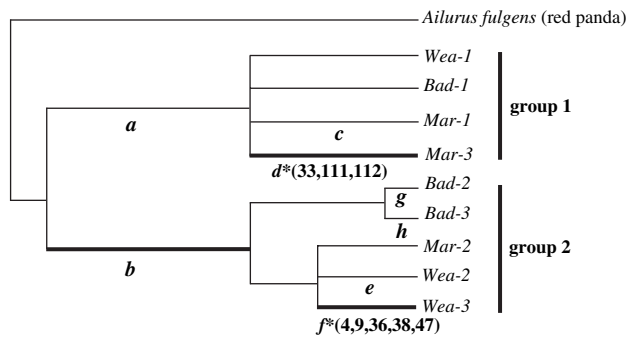 Ailurus fulgens (red panda)
Wea-1
Bad-1
group 1
a
Mar-1
c
Mar-3
d*(33,111,112)
Bad-2
g
Bad-3
h
Mar-2
group 2
b
Wea-2
e
Wea-3
f*(4,9,36,38,47)